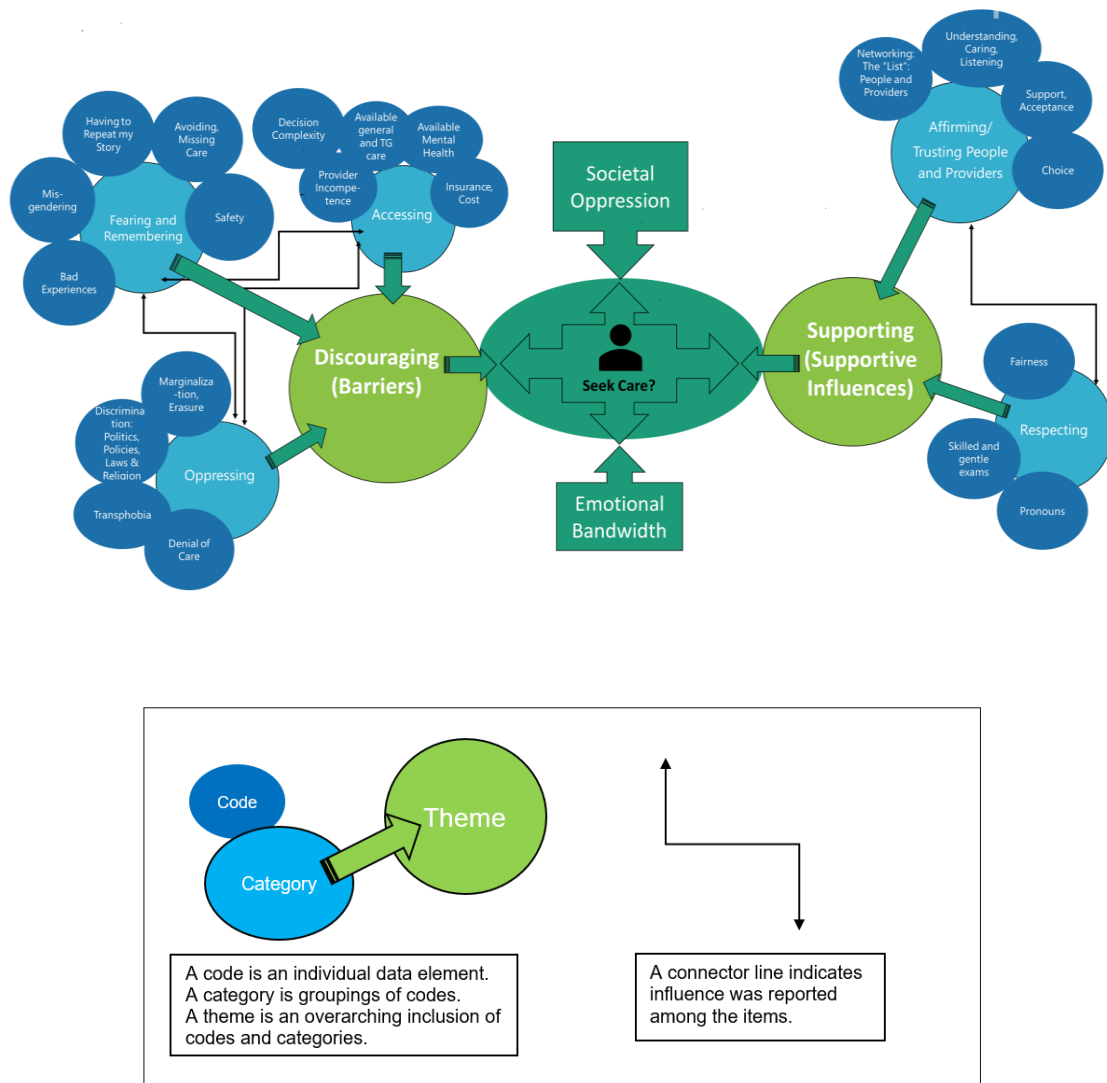 Having to
Repeat my
Story
Avoiding,
Missing
Care
Mis-
gendering
Safety
Bad
Experiences
Fearing and
Remembering
Decision
Complexity
Available
general
and TG
care
Available
Mental
Health
Provider
Incompe-
tence
Insurance,
Cost
Accessing
Marginaliza
-tion,
Erasure
Discrimina
tion:
Politics,
Policies,
Laws &
Religion
Transphobia
Denial of
Care
Oppressing
Discouraging
(Barriers)
Societal
Oppression
Seek Care?
Emotional
Bandwidth
Supporting
(Supportive
Influences)
Networking:
The "List":
People and
Providers
Understanding,
Caring,
Listening
Support,
Acceptance
Choice
Affirming/
Trusting People
and Providers
Fairness
Skilled and
gentle
exams
Pronouns
Respecting
Code
Category
Theme
A code is an individual data element.
A category is groupings of codes.
A theme is an overarching inclusion of
codes and categories.
A connector line indicates
influence was reported
among the items.